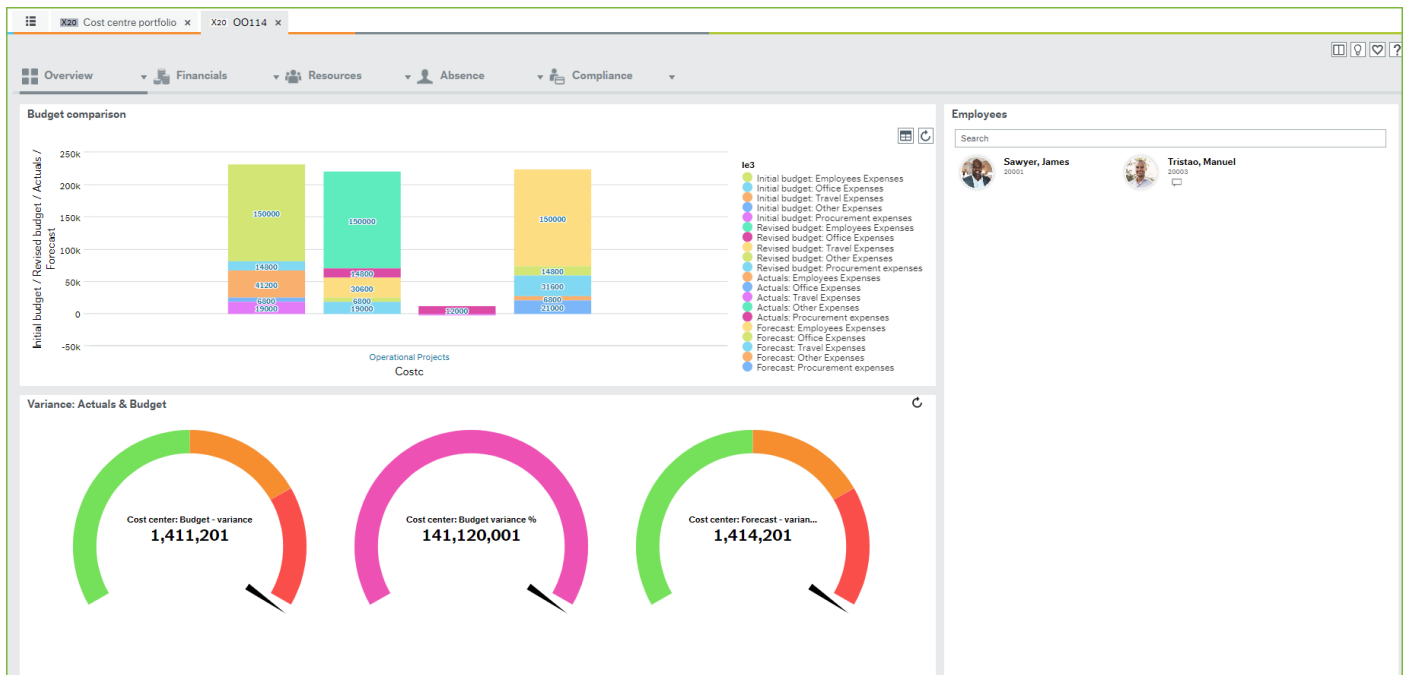 X20 Cost centre portfolio × X20 OO114 ×
?
Overview Financials Resources Absence Compliance
Budget comparison
Initial budget / Revised budget / Actuals /
Forecast
250k
200k
150k
100k
50k
0
-50k
150000
14800
41200
6800
19000
150000
14800
30600
6800
19000
12000
150000
14800
31600
6800
21000
Operational Projects
Costc
le3
Initial budget: Employees Expenses
Initial budget: Office Expenses
Initial budget: Travel Expenses
Initial budget: Other Expenses
Initial budget: Procurement expenses
Revised budget: Employees Expenses
Revised budget: Office Expenses
Revised budget: Travel Expenses
Revised budget: Other Expenses
Revised budget: Procurement expenses
Actuals: Employees Expenses
Actuals: Office Expenses
Actuals: Travel Expenses
Actuals: Other Expenses
Actuals: Procurement expenses
Forecast: Employees Expenses
Forecast: Office Expenses
Forecast: Travel Expenses
Forecast: Other Expenses
Forecast: Procurement expenses
Employees
Search
Sawyer, James
20001
Tristao, Manuel
20003
Variance: Actuals & Budget
Cost center: Budget - variance
1,411,201
Cost center: Budget variance %
141,120,001
Cost center: Forecast - varian...
1,414,201